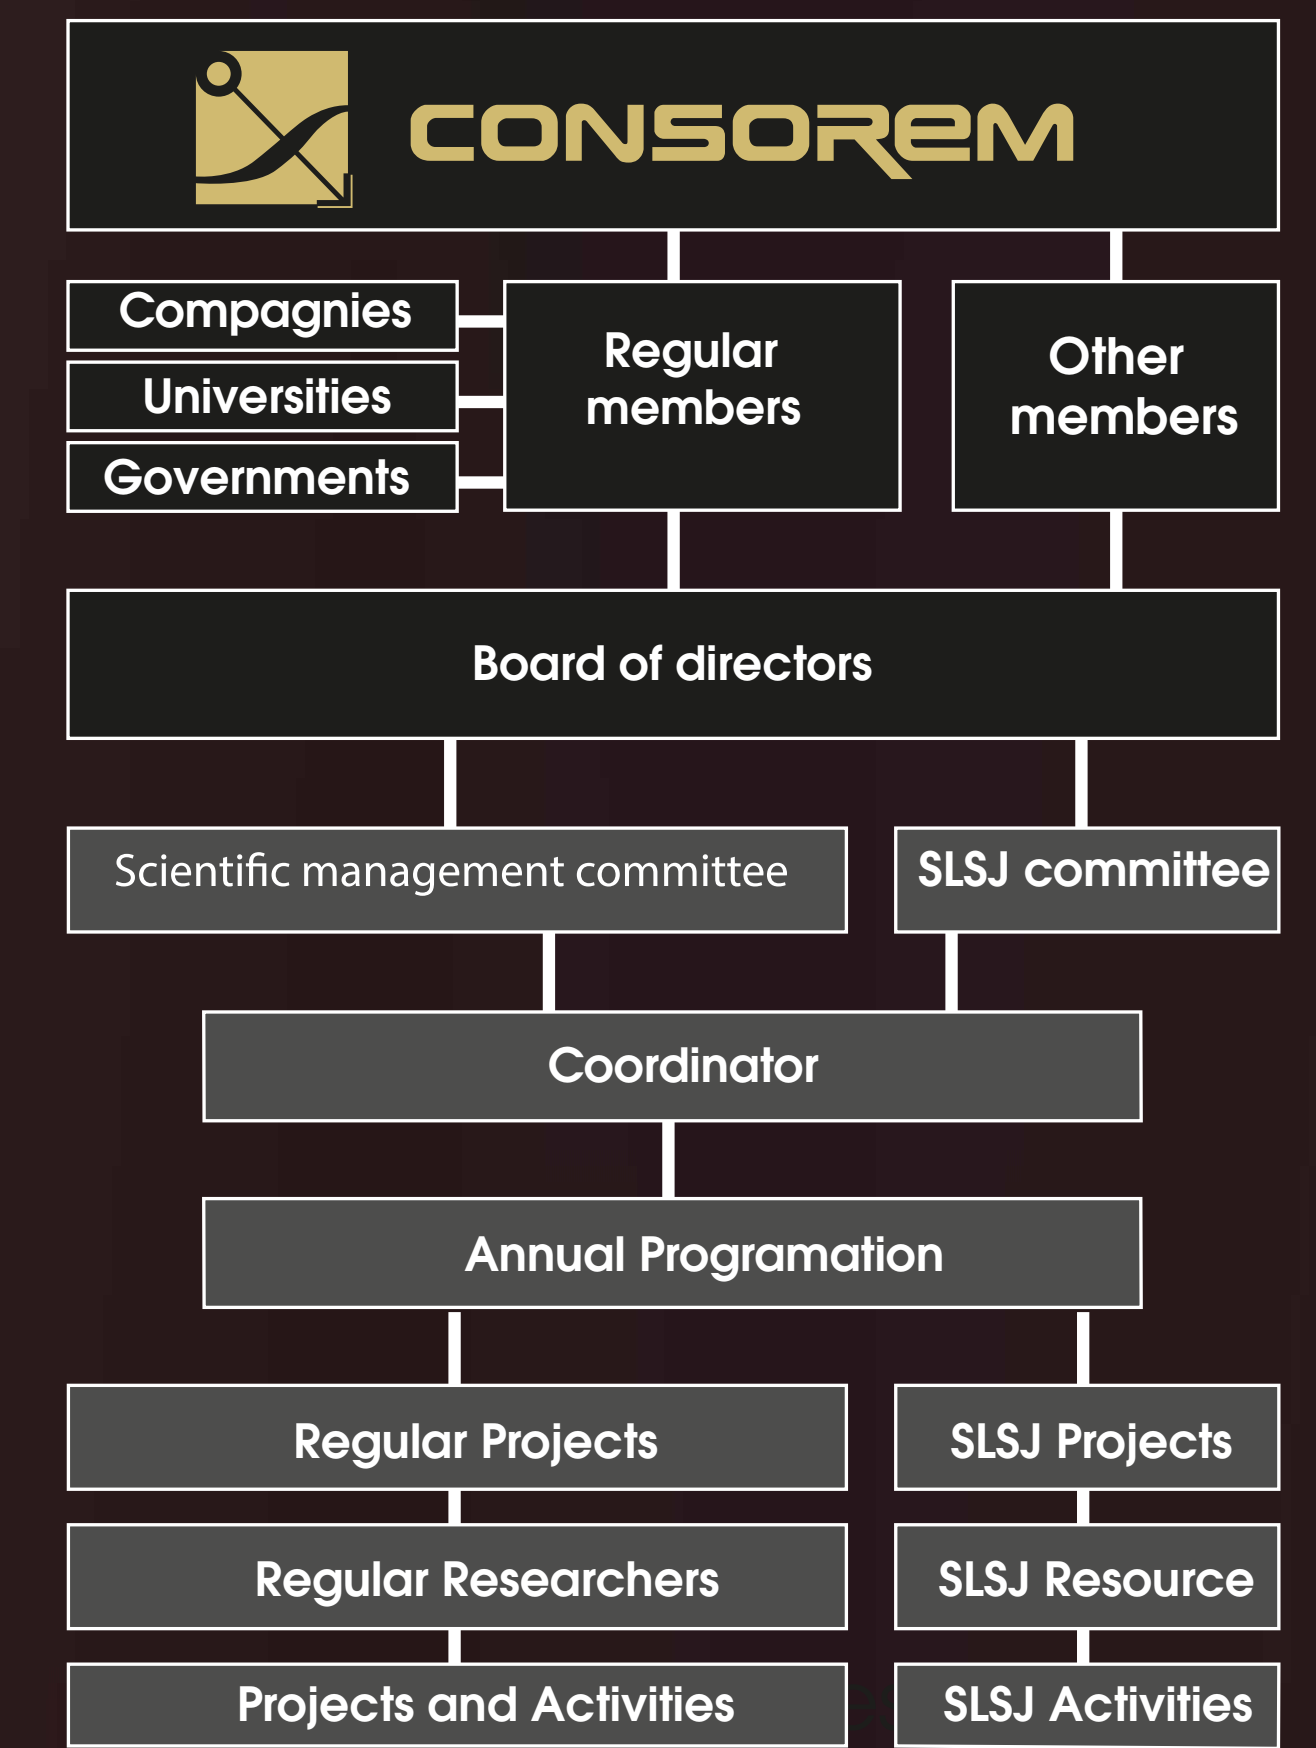 CONSOREM
Compagnies
Universities
Governments
Regular
members
Other
members
Board of directors
Scientific management committee
SLSJ committee
Coordinator
Annual Programation
Regular Projects
SLSJ Projects
Regular Researchers
SLSJ Resource
Projects and Activities
SLSJ Activities